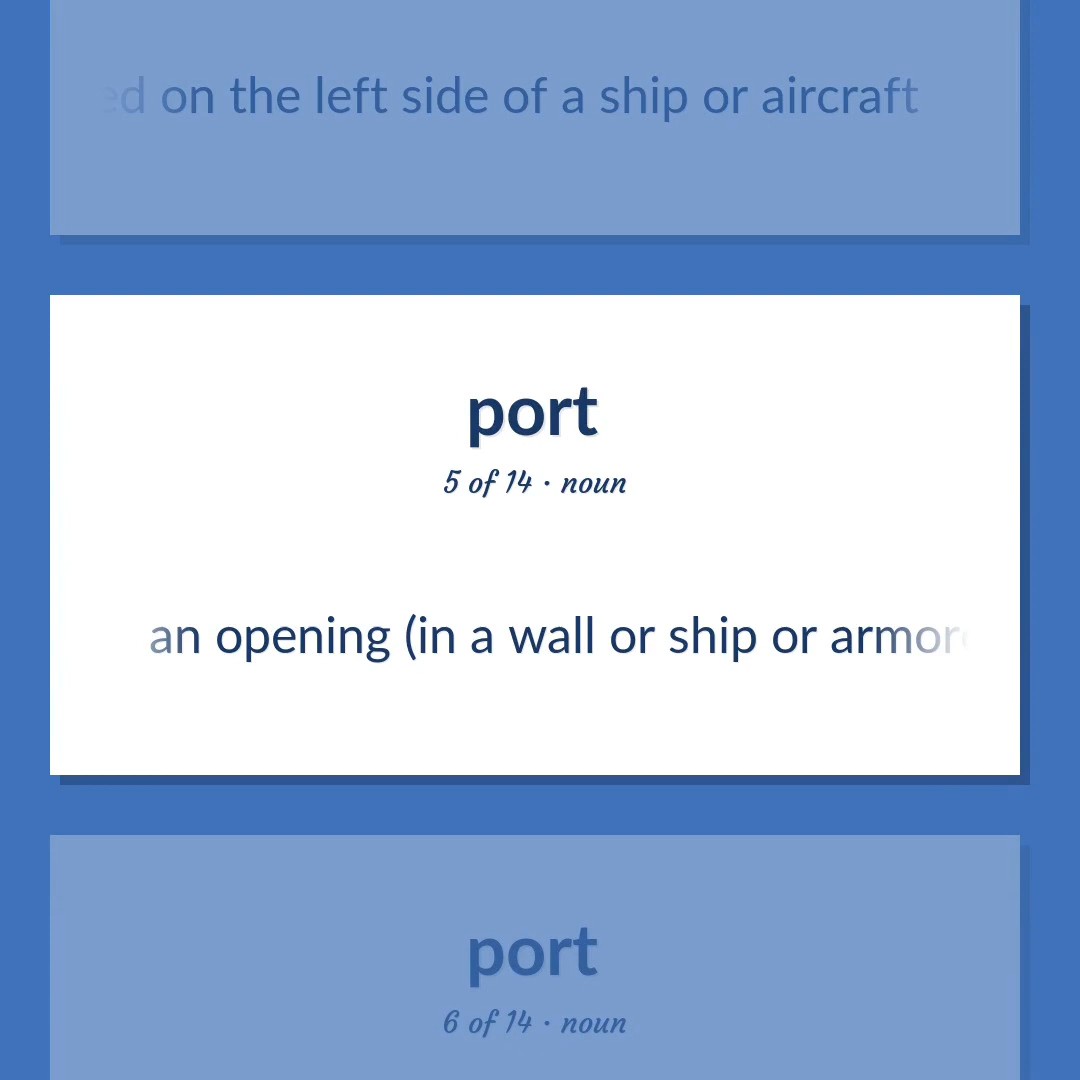 on the left side of a ship or aircraft
port
5 of 14 · noun
an opening (in a wall or ship or armor
port
6 of 14 · noun